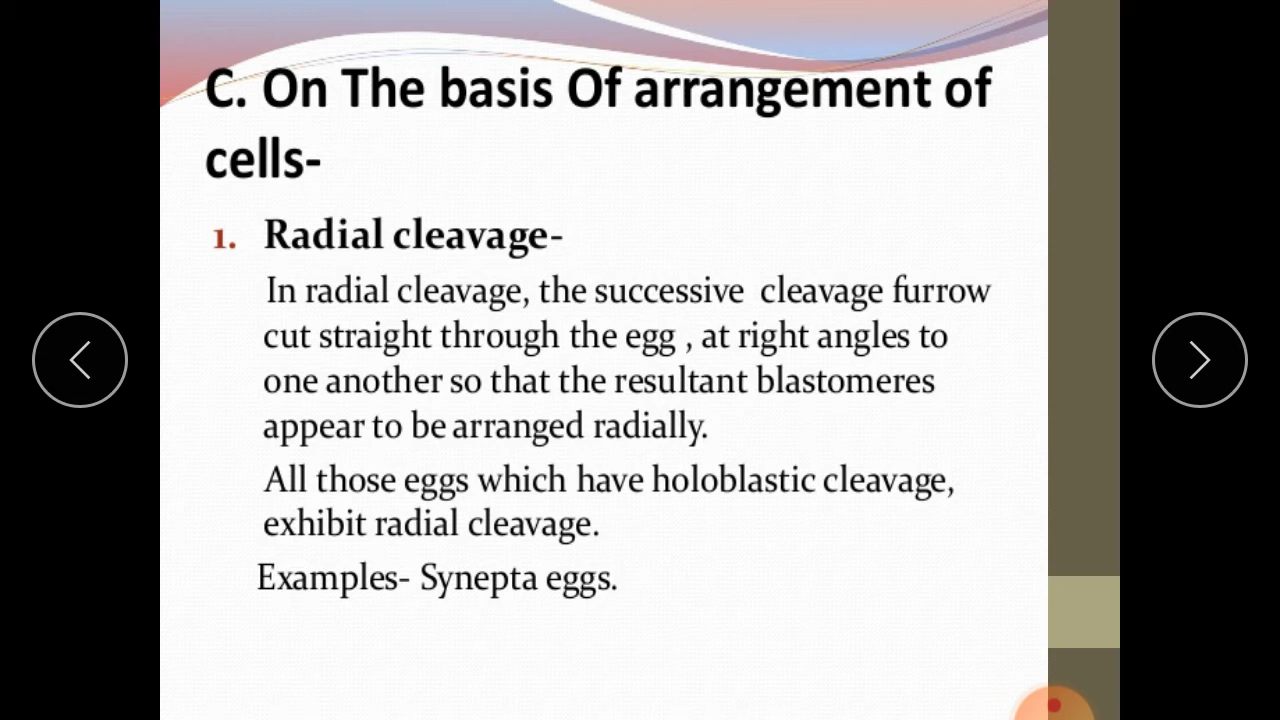 C. On The basis Of arrangement of
cells-
1. Radial cleavage-
In radial cleavage, the successive cleavage furrow
cut straight through the egg , at right angles to
one another so that the resultant blastomeres
appear to be arranged radially.
All those eggs which have holoblastic cleavage,
exhibit radial cleavage.
Examples- Synepta eggs.